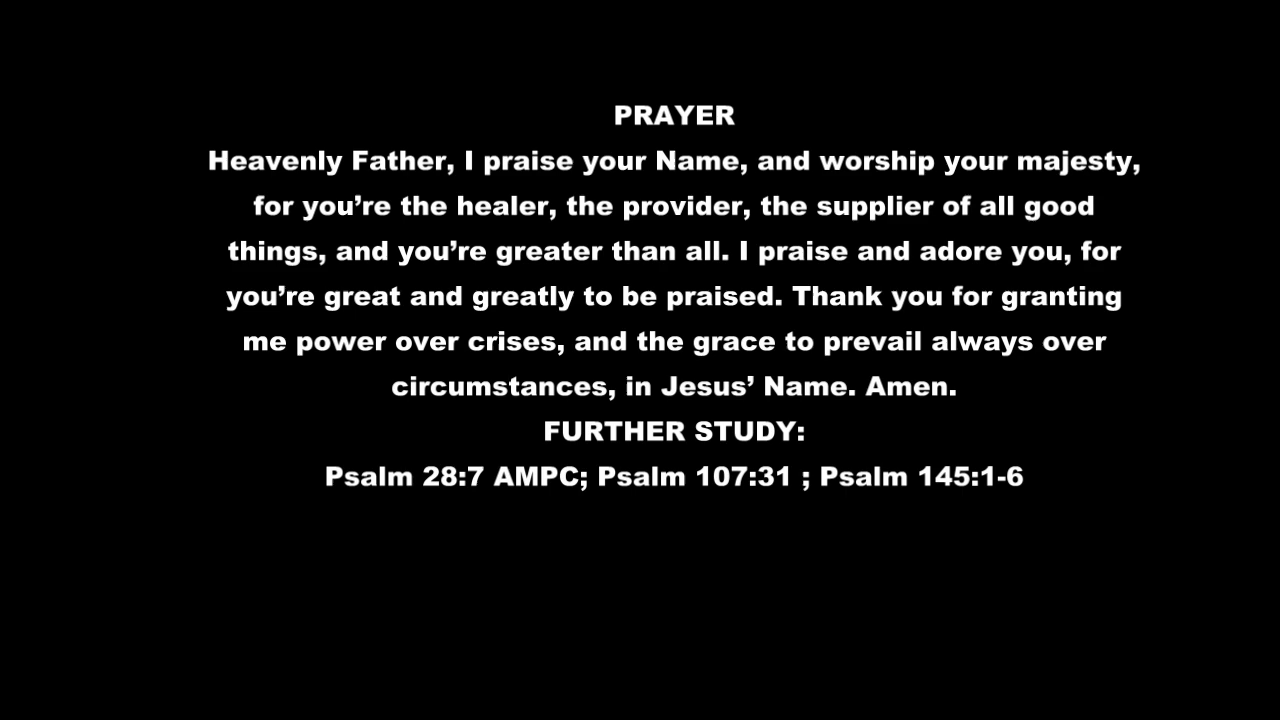 PRAYER
Heavenly Father, I praise your Name, and worship your majesty,
for you’re the healer, the provider, the supplier of all good
things, and you’re greater than all. I praise and adore you, for
you’re great and greatly to be praised. Thank you for granting
me power over crises, and the grace to prevail always over
circumstances, in Jesus’ Name. Amen.
FURTHER STUDY:
Psalm 28:7 AMPC; Psalm 107:31 ; Psalm 145:1-6